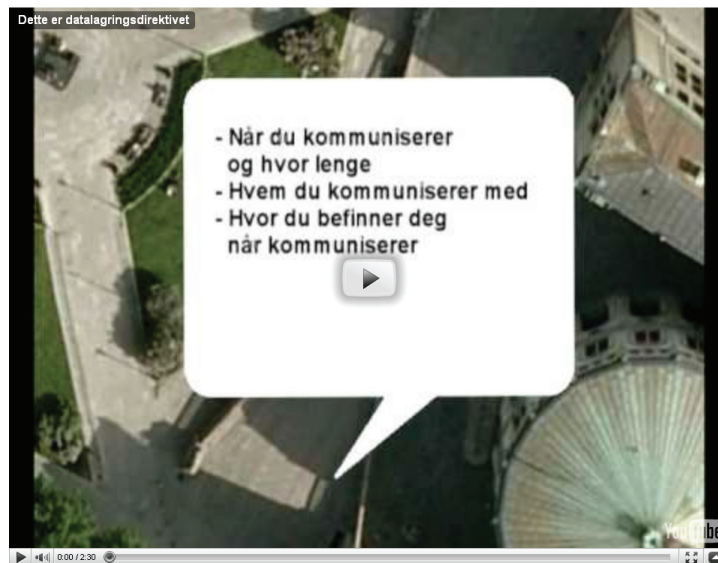 Dette er datalagringsdirektivet
- Når du kommuniserer
og hvor lenge
- Hvem du kommuniserer med
- Hvor du befinner deg
når kommuniserer
YouTube
0:00 / 2:30